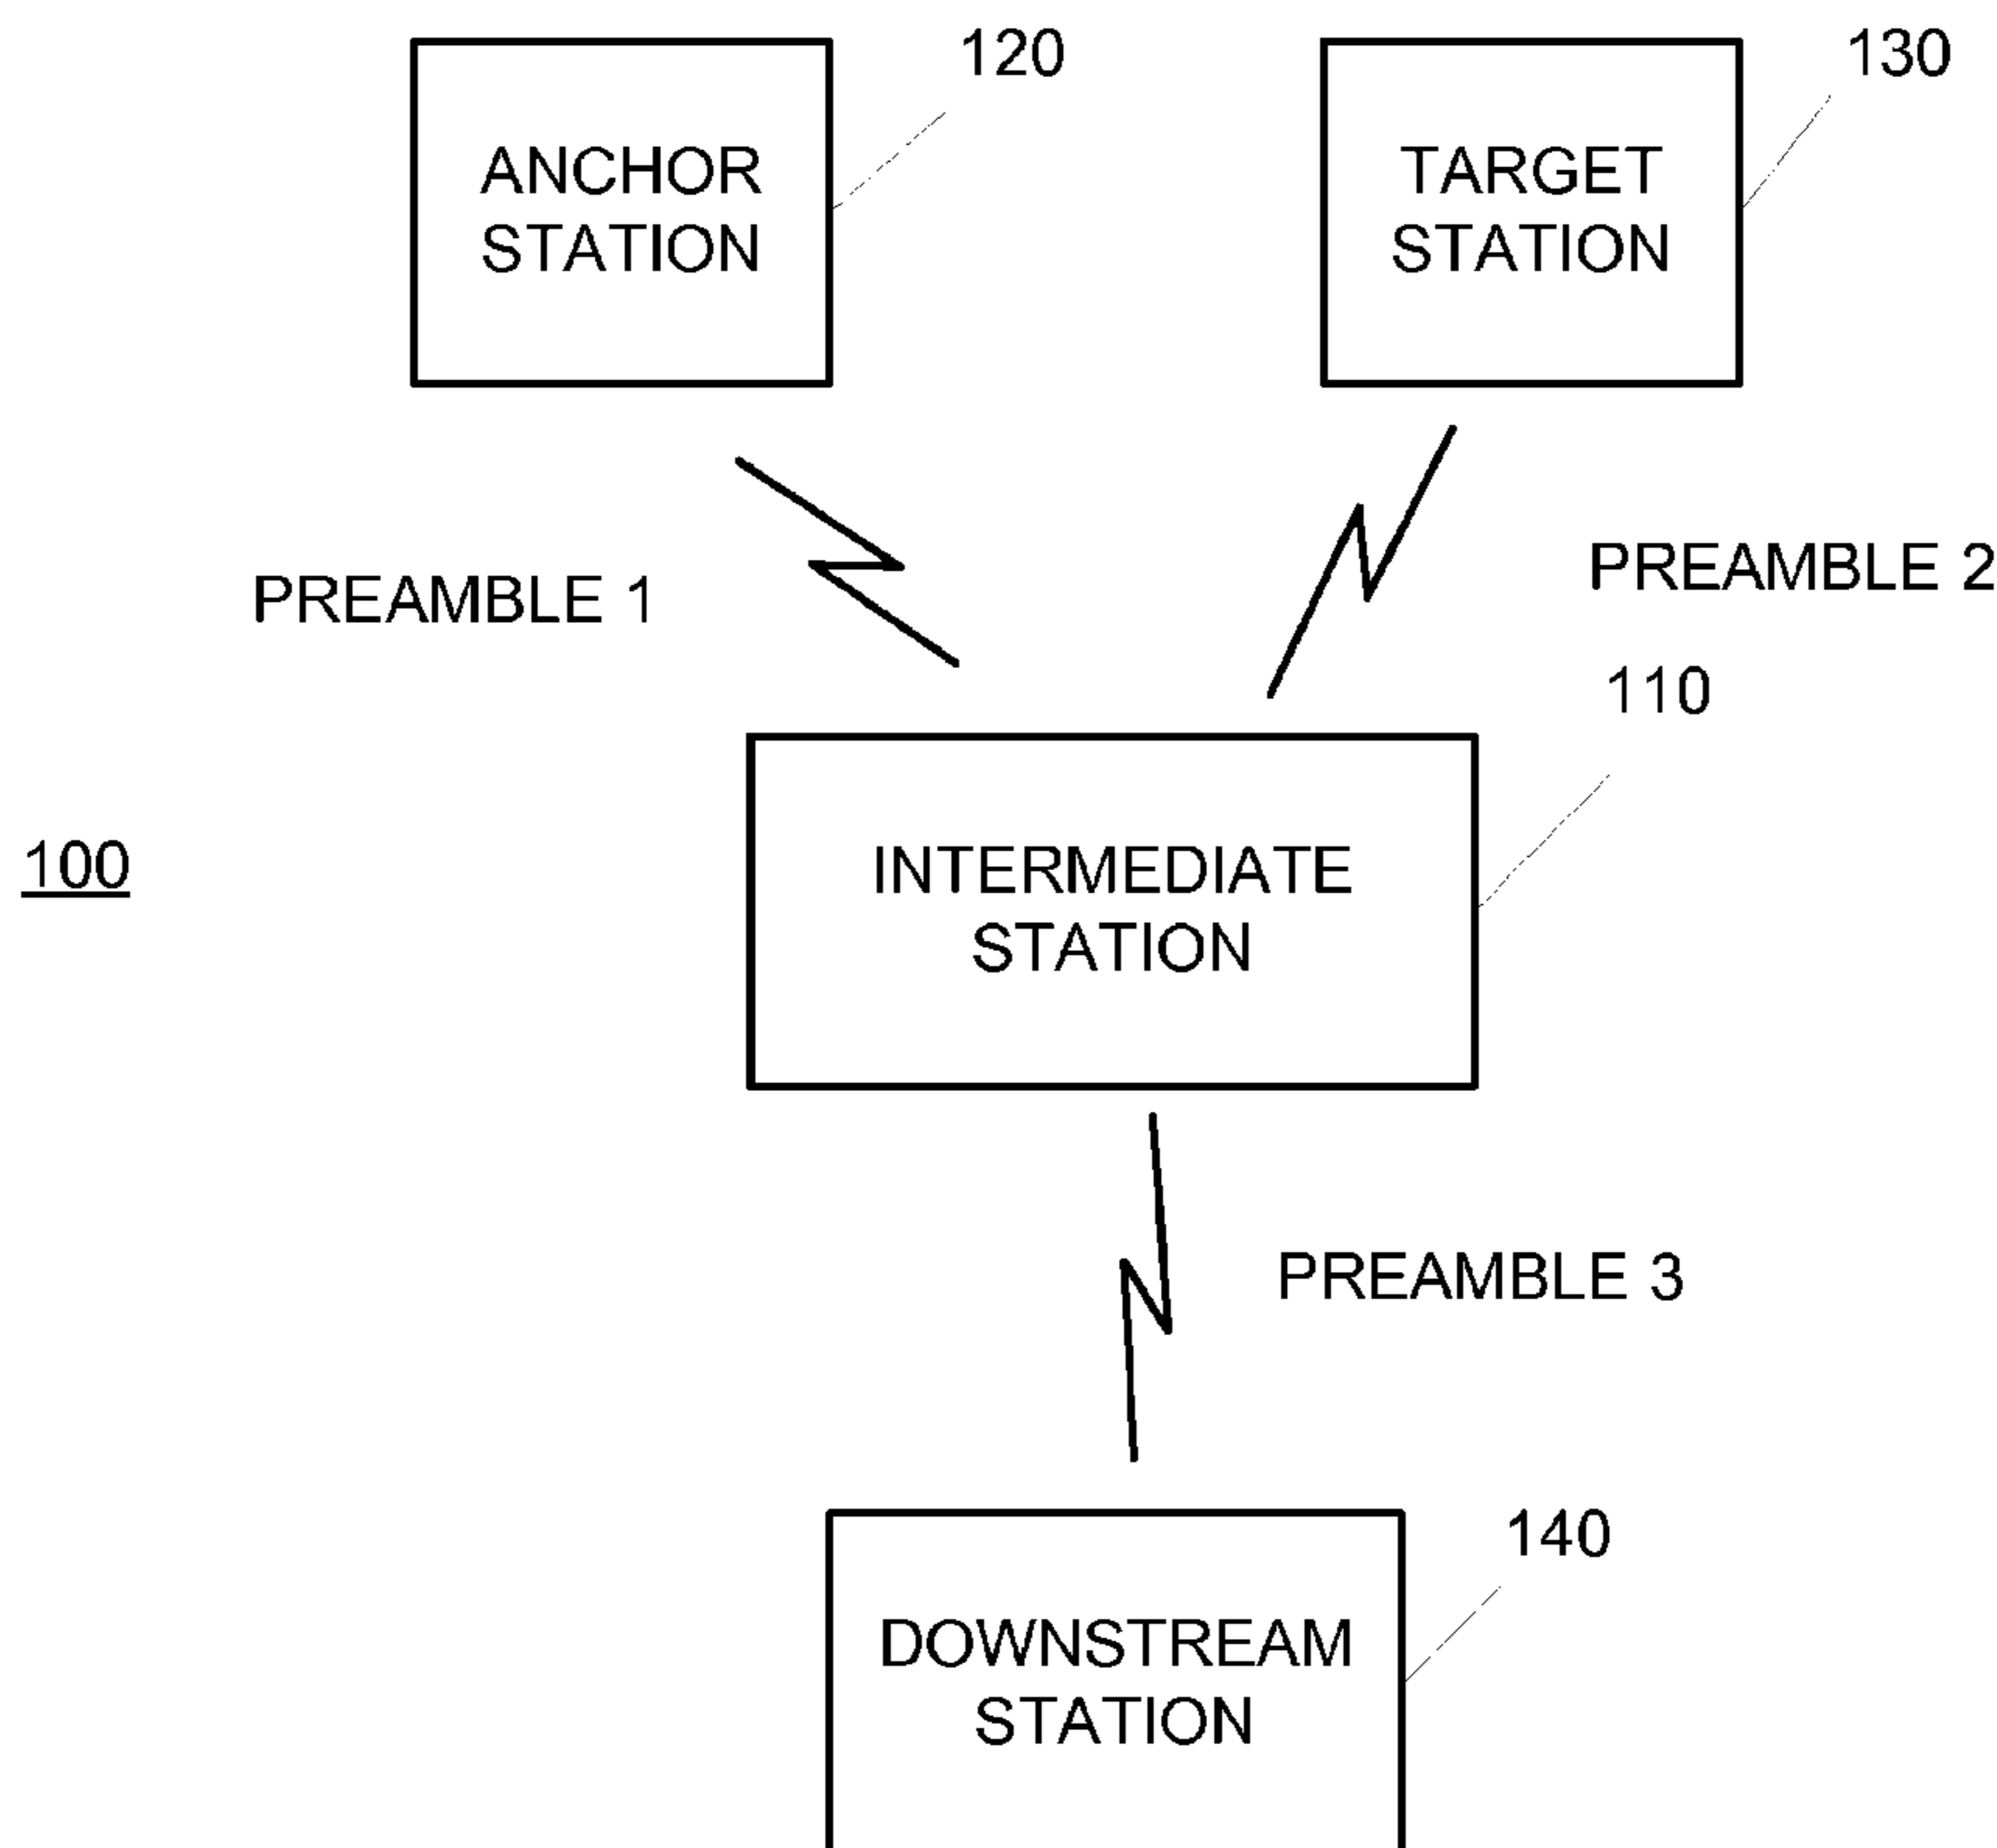 120
130
ANCHOR
STATION
TARGET
STATION
PREAMBLE 1
PREAMBLE 2
110
100
INTERMEDIATE
STATION
PREAMBLE 3
140
DOWNSTREAM
STATION